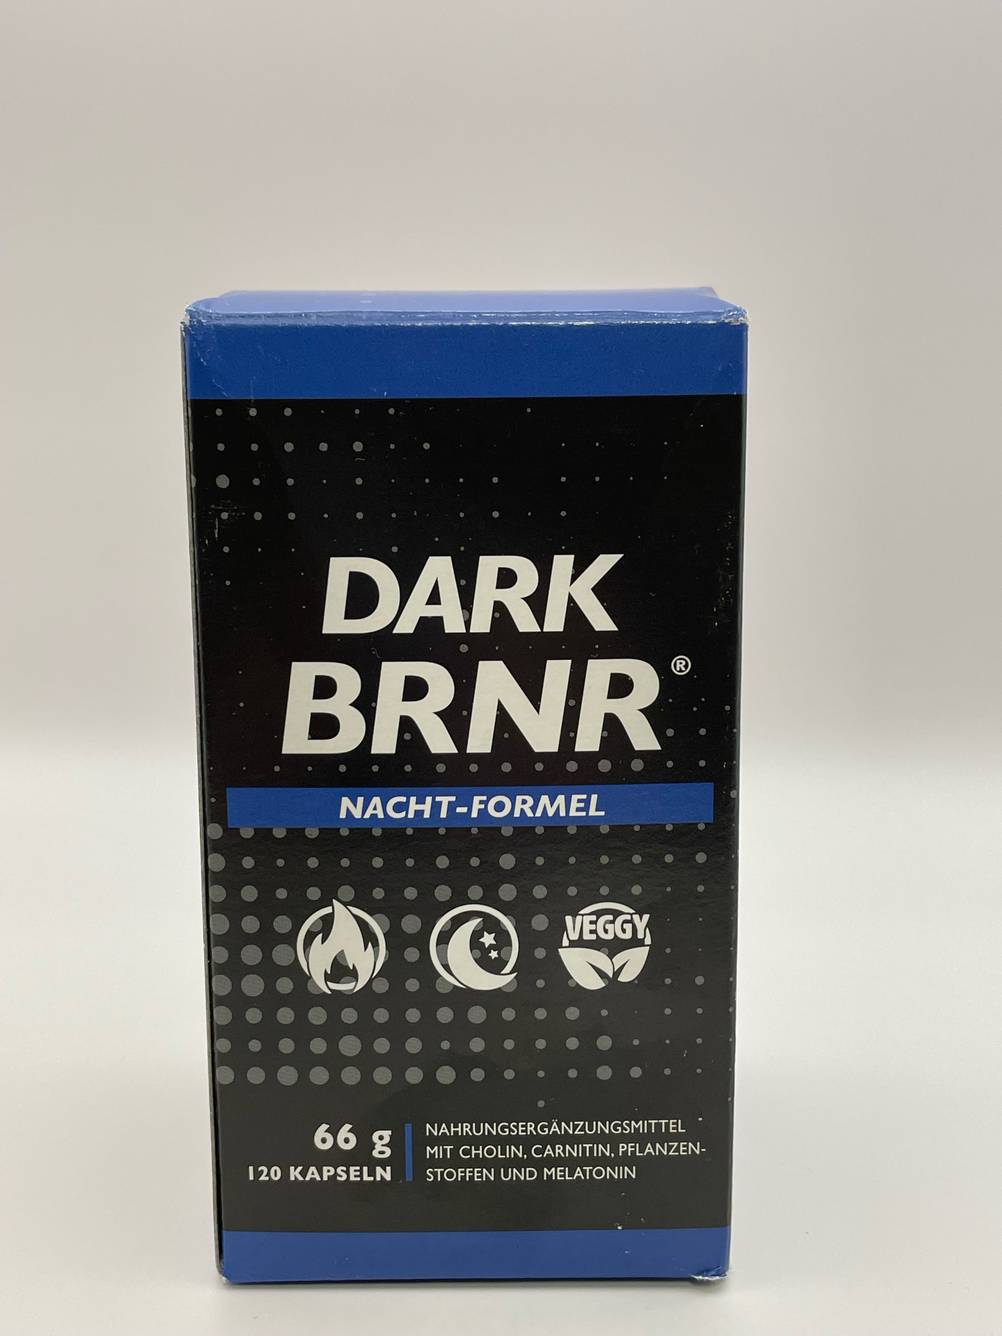 DARK
BRNR®
NACHT-FORMEL
VEGGY
66 g
120 KAPSELN
NAHRUNGSERGÄNZUNGSMITTEL
MIT CHOLIN, CARNITIN, PFLANZEN-
STOFFEN UND MELATONIN